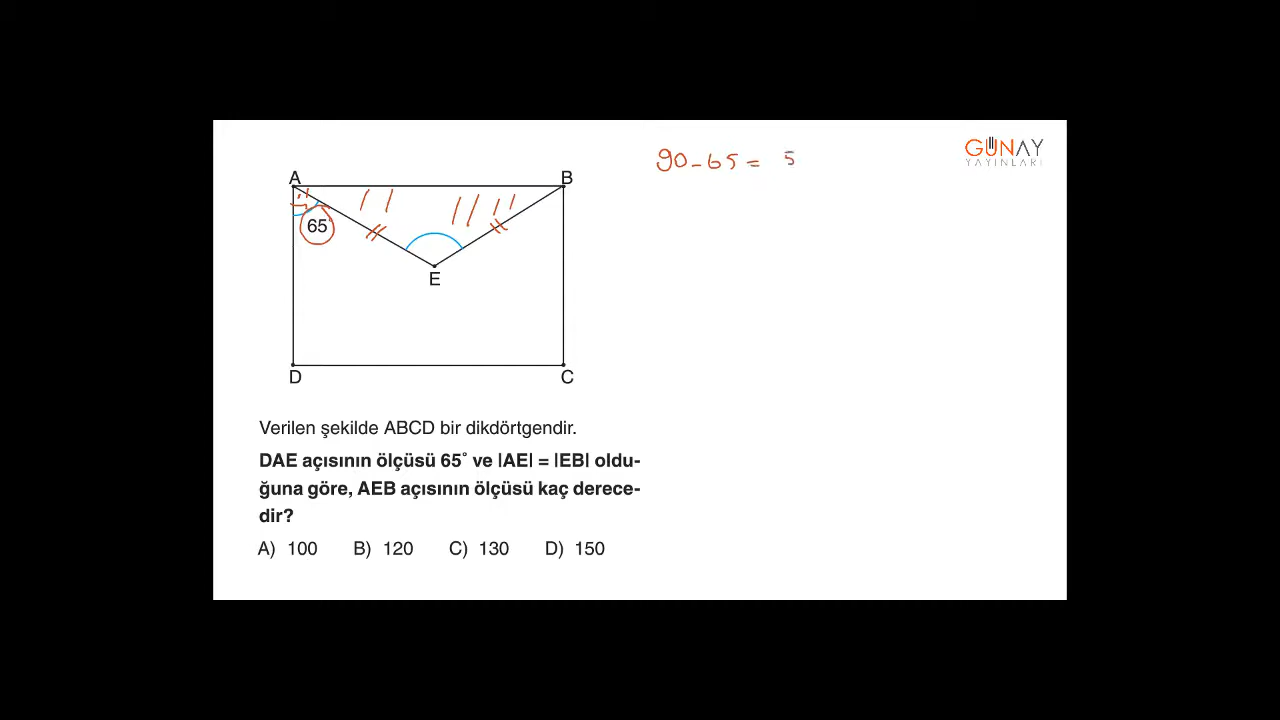 GÜNAY
YAYINLARI
90-65= 5
A
B
65
E
D
C
Verilen şekilde ABCD bir dikdörtgendir.
DAE açısının ölçüsü 65° ve |AE| = |EB| oldu-
ğuna göre, AEB açısının ölçüsü kaç derece-
dir?
A) 100 B) 120 C) 130 D) 150